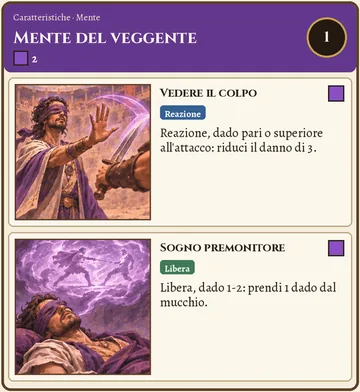 Caratteristiche · Mente
Mente del veggente
1
2
Vedere il colpo
Reazione
Reazione, dado pari o superiore
all'attacco: riduci il danno di 3.
Sogno premonitore
Libera
Libera, dado 1-2: prendi 1 dado dal
mucchio.